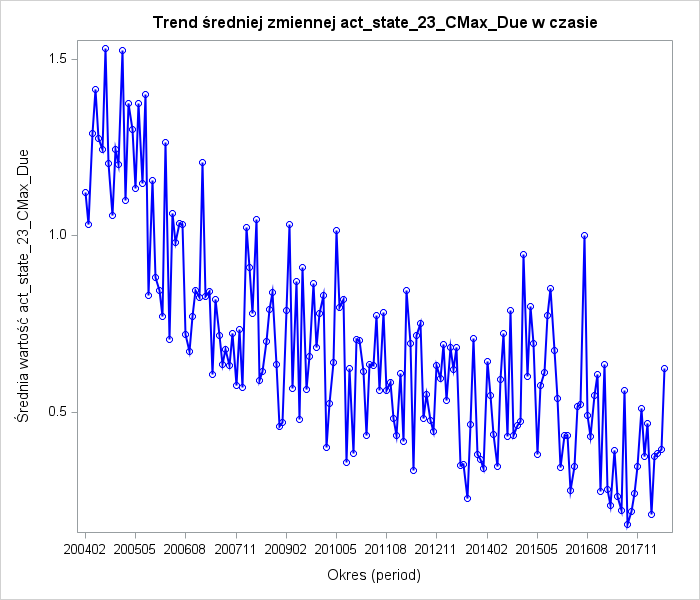 Trend średniej zmiennej act_state_23_CMax_Due w czasie
Średnia wartość act_state_23_CMax_Due
1.5
1.0
0.5
200402 200505 200608 200711 200902 201005 201108 201211 201402 201505 201608 201711
Okres (period)